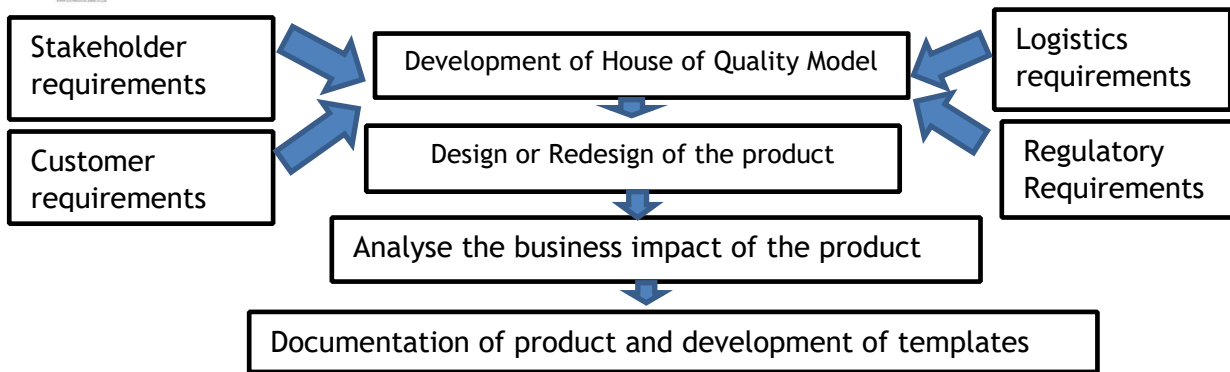 Stakeholder
requirements
Development of House of Quality Model
Logistics
requirements
Customer
requirements
Design or Redesign of the product
Regulatory
Requirements
Analyse the business impact of the product
Documentation of product and development of templates